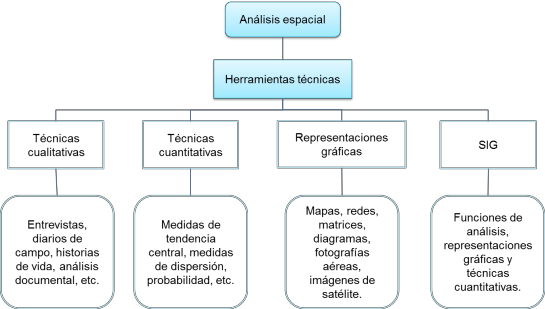 Análisis espacial
Herramientas técnicas
Técnicas
cualitativas
Técnicas
cuantitativas
Representaciones
gráficas
SIG
Entrevistas,
diarios de
campo, historias
de vida, análisis
documental, etc.
Medidas de
tendencia
central, medidas
de dispersión,
probabilidad, etc.
Mapas, redes,
matrices,
diagramas,
fotografías
aéreas,
imágenes de
satélite.
Funciones de
análisis,
representaciones
gráficas y
técnicas
cuantitativas.